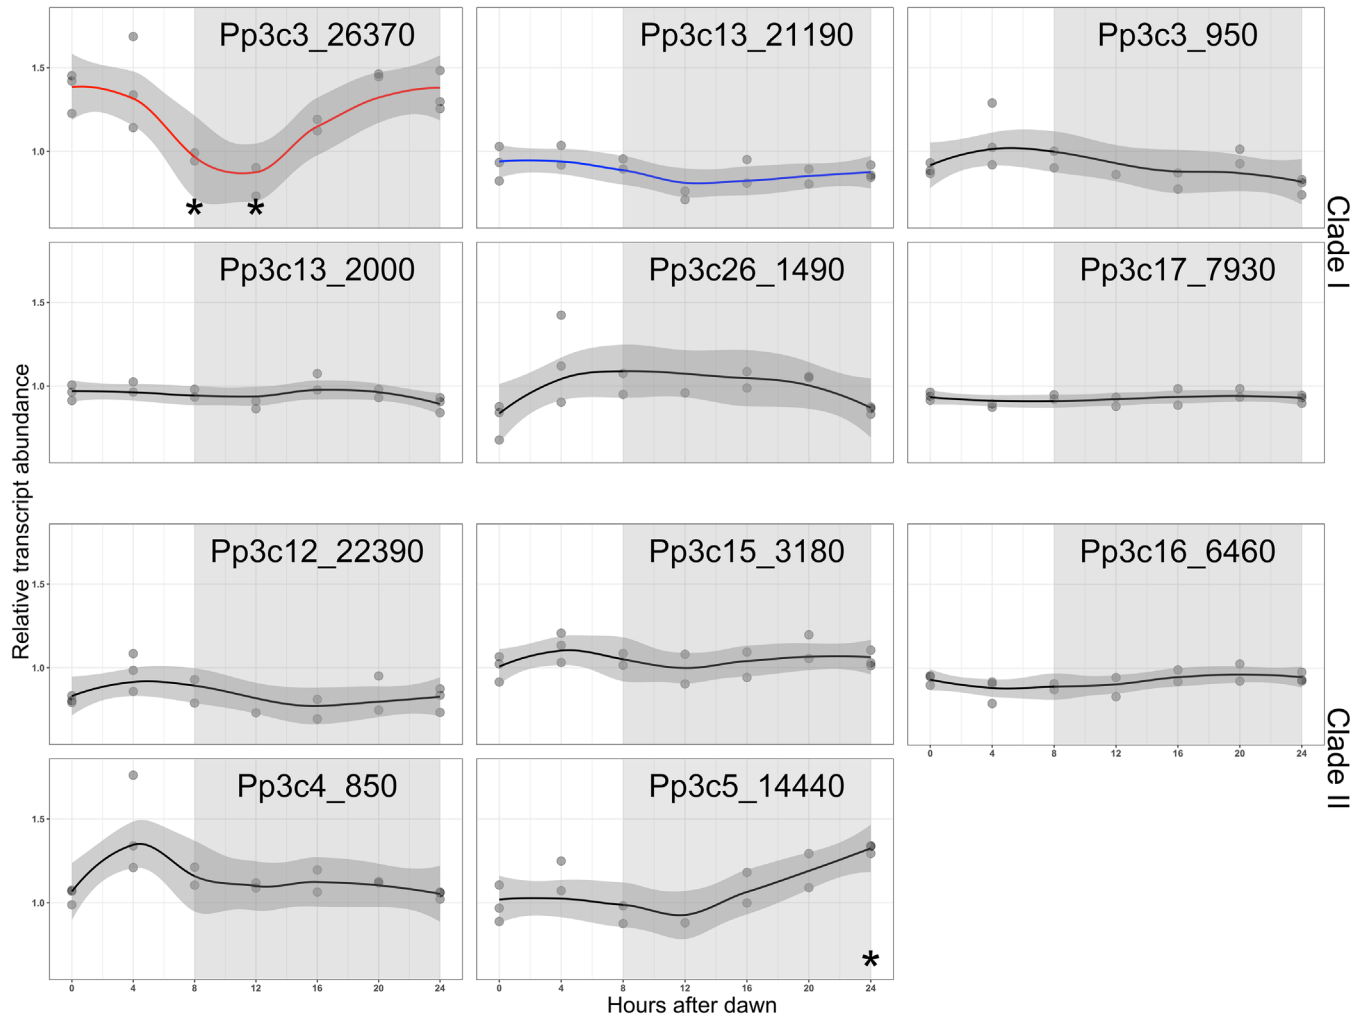 Pp3c3_26370
Pp3c13_21190
Pp3c3_950
1.5
1.0
* *
Clade I
Pp3c13_2000
Pp3c26_1490
Pp3c17_7930
1.5
1.0
Relative transcript abundance
Pp3c12_22390
Pp3c15_3180
Pp3c16_6460
1.5
1.0
0 4 8 12 16 20 24
Clade II
Pp3c4_850
Pp3c5_14440
1.5
1.0
*
0 4 8 12 16 20 24
0 4 8 12 16 20 24
Hours after dawn